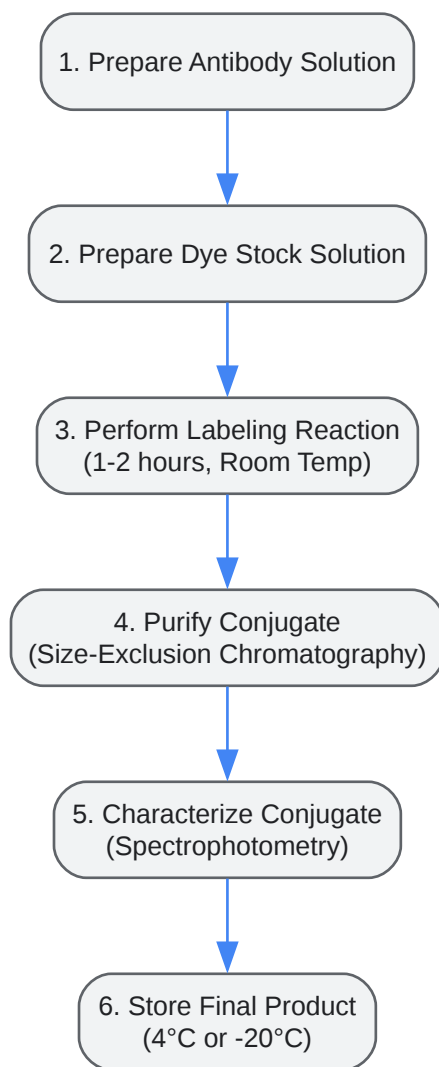 1. Prepare Antibody Solution
2. Prepare Dye Stock Solution
3. Perform Labeling Reaction
(1-2 hours, Room Temp)
4. Purify Conjugate
(Size-Exclusion Chromatography)
5. Characterize Conjugate
(Spectrophotometry)
6. Store Final Product
(4°C or -20°C)